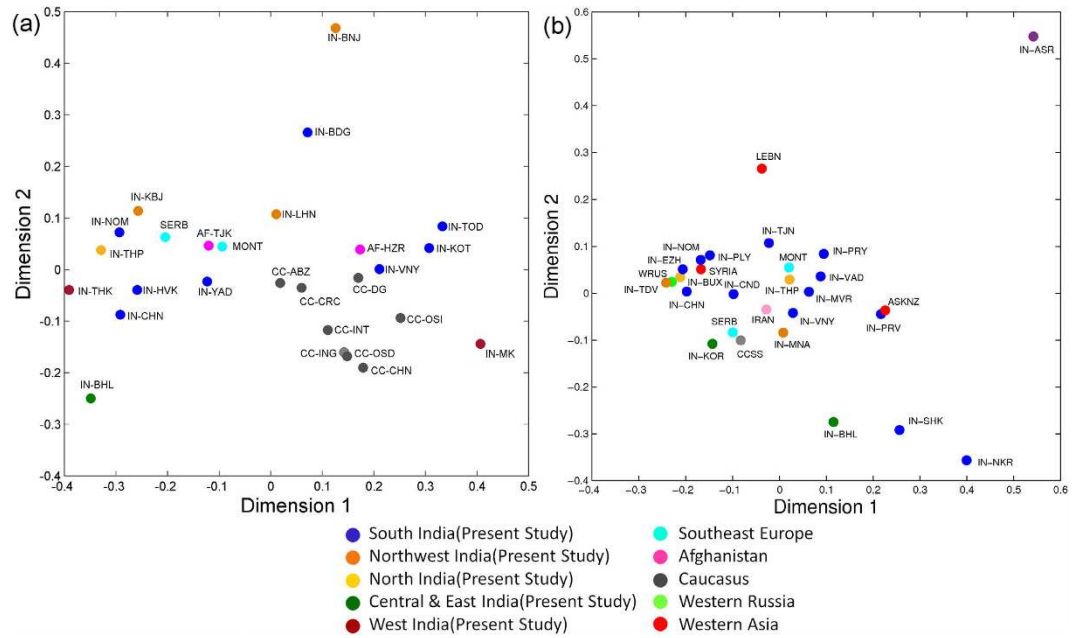 (a)
0.5
0.4
0.3
0.2
0.1
0
-0.1
-0.2
-0.3
-0.4
Dimension 2
IN-BNJ
IN-BDG
IN-KBJ
IN-LHN
IN-NOM
SERB
AF-TJK
MONT
IN-THP
AF-HZR
IN-TOD
IN-KOT
IN-VNY
IN-THK
IN-HVK
IN-YAD
CC-ABZ
CC-CRC
CC-DG
IN-CHN
CC-INT
CC-OSI
CC-ING
CC-OSD
CC-CHN
IN-MK
IN-BHL
-0.4 -0.3 -0.2 -0.1 0 0.1 0.2 0.3 0.4 0.5
Dimension 1
(b)
0.6
0.5
0.4
0.3
0.2
0.1
0
−0.1
−0.2
−0.3
−0.4
Dimension 2
IN−ASR
LEBN
IN−TJN
IN−NOM
IN−PLY
IN−PRY
IN−EZH
SYRIA
MONT
IN−VAD
WRUS
IN−TDV
IN−BUX
IN−CND
IN−THP
IN−CHN
IN−MVR
ASKNZ
SERB
IRAN
IN−VNY
IN−PRV
IN−KOR
CCSS
IN−MNA
IN−BHL
IN−SHK
IN−NKR
−0.4 −0.3 −0.2 −0.1 0 0.1 0.2 0.3 0.4 0.5 0.6
Dimension 1
South India(Present Study)
Northwest India(Present Study)
North India(Present Study)
Central & East India(Present Study)
West India(Present Study)
Southeast Europe
Afghanistan
Caucasus
Western Russia
Western Asia